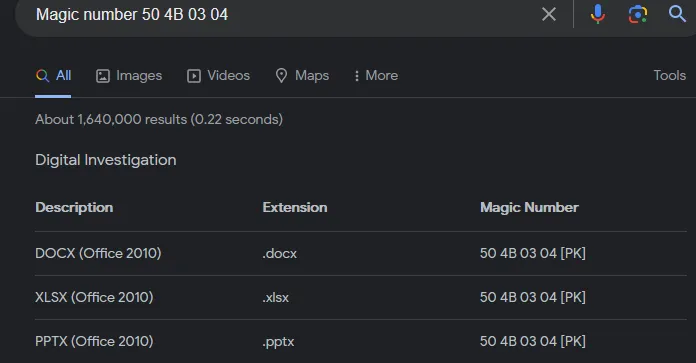 Magic number 50 4B 03 04
All Images Videos Maps More Tools
About 1,640,000 results (0.22 seconds)
Digital Investigation
Description Extension Magic Number
DOCX (Office 2010) .docx 50 4B 03 04 [PK]
XLSX (Office 2010) .xlsx 50 4B 03 04 [PK]
PPTX (Office 2010) .pptx 50 4B 03 04 [PK]